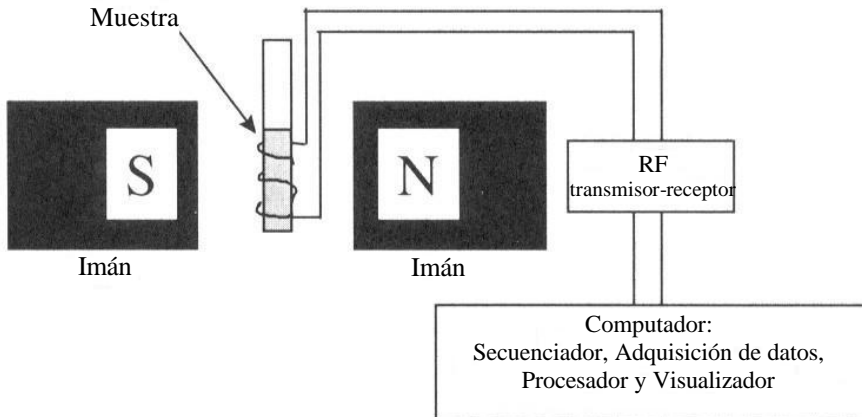 Muestra
S
N
RF
transmisor-receptor
Imán
Imán
Computador:
Secuenciador, Adquisición de datos,
Procesador y Visualizador